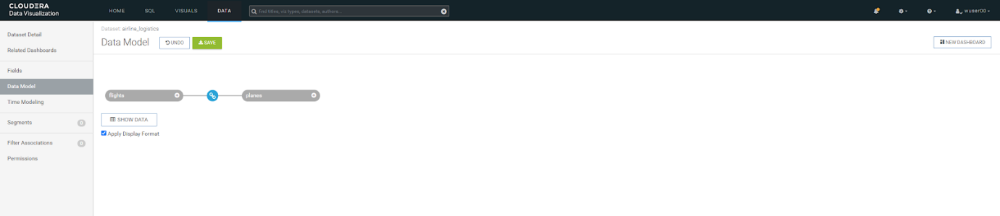 CLOUDERA
Data Visualization
HOME SQL VISUALS DATA
find titles, viz types, datasets, authors...
wuser00
Dataset Detail
Related Dashboards
Fields
Data Model
Time Modeling
Segments 0
Filter Associations 0
Permissions
Dataset: airline_logistics
Data Model UNDO SAVE
NEW DASHBOARD
flights planes
SHOW DATA
Apply Display Format